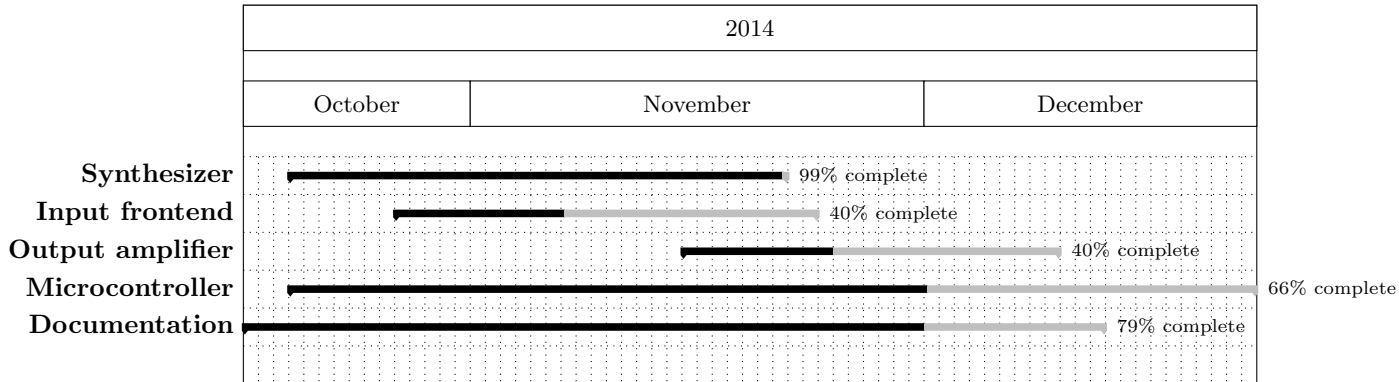 2014
October November December
Synthesizer 99% complete
Input frontend 40% complete
Output amplifier 40% complete
Microcontroller 66% complete
Documentation 79% complete